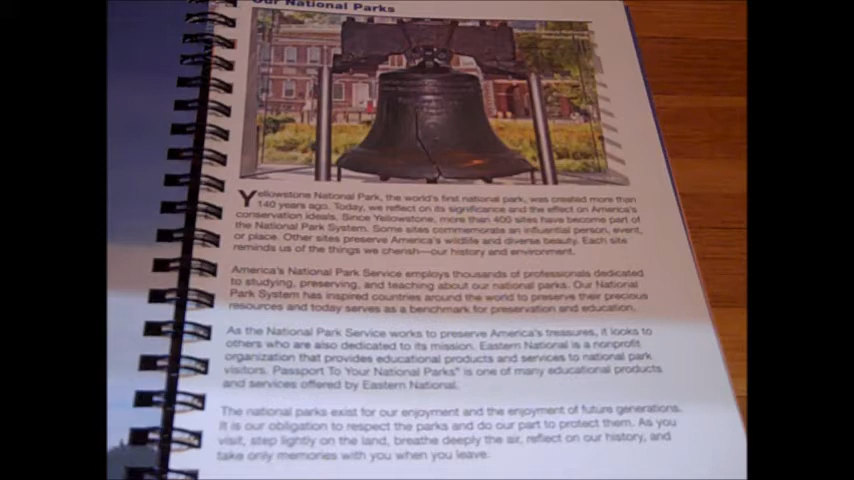 Our National Parks
Yellowstone National Park, the world's first national park, was created more than
140 years ago. Today, we reflect on its significance and the effect on America's
conservation ideals. Since Yellowstone, more than 400 sites have become part of
the National Park System. Some sites commemorate an influential person, event,
or place. Other sites preserve America's wildlife and diverse beauty. Each site
reminds us of the things we cherish—our history and environment.
America's National Park Service employs thousands of professionals dedicated
to studying, preserving, and teaching about our national parks. Our National
Park System has inspired countries around the world to preserve their precious
resources and today serves as a benchmark for preservation and education.
As the National Park Service works to preserve America's treasures, it looks to
others who are also dedicated to its mission. Eastern National is a nonprofit
organization that provides educational products and services to national park
visitors. Passport To Your National Parks® is one of many educational products
and services offered by Eastern National.
The national parks exist for our enjoyment and the enjoyment of future generations.
It is our obligation to respect the parks and do our part to protect them. As you
visit, step lightly on the land, breathe deeply the air, reflect on our history, and
take only memories with you when you leave.